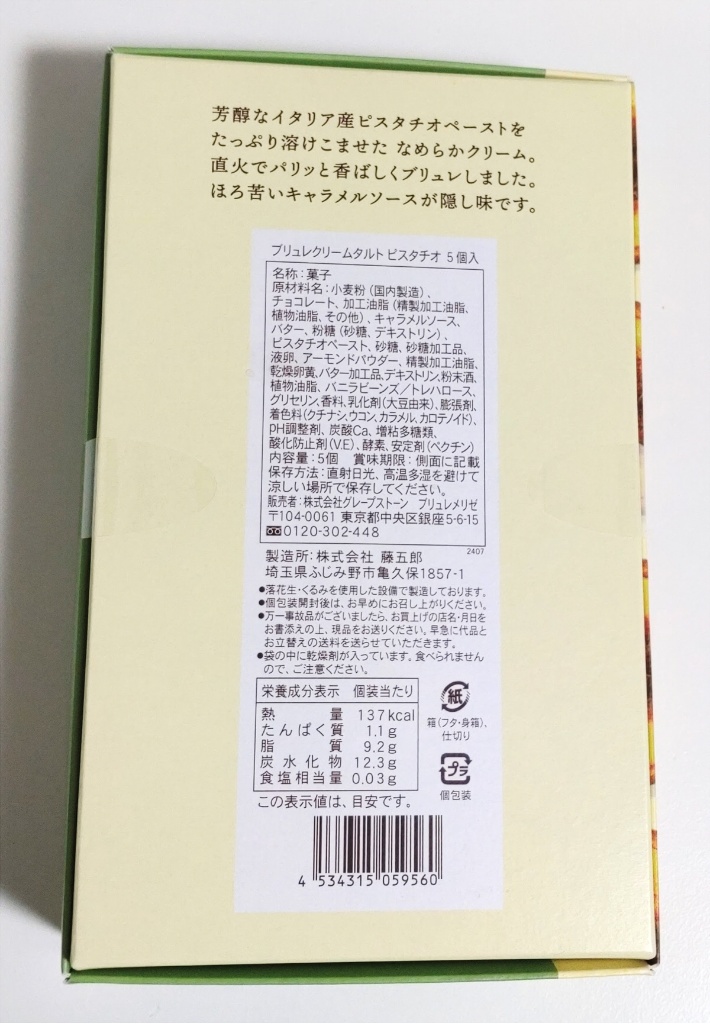 芳醇なイタリア産ピスタチオペーストを
たっぷり溶けこませた なめらかクリーム。
直火でパリッと香ばしくブリュレしました。
ほろ苦いキャラメルソースが隠し味です。
ブリュレクリームタルト ピスタチオ 5個入
名称:菓子
原材料名:小麦粉(国内製造)、
チョコレート、加工油脂(精製加工油脂、
植物油脂、その他)、キャラメルソース、
バター、粉糖(砂糖、デキストリン)、
ピスタチオペースト、砂糖、砂糖加工品、
液卵、アーモンドパウダー、精製加工油脂、
乾燥卵黄、バター加工品、デキストリン、粉末酒、
植物油脂、バニラビーンズ/トレハロース、
グリセリン、香料、乳化剤(大豆由来)、膨張剤、
着色料(クチナシ、ウコン、カラメル、カロテノイド)、
pH調整剤、炭酸Ca、増粘多糖類、
酸化防止剤(V.E)、酵素、安定剤(ペクチン)
内容量:5個 賞味期限:側面に記載
保存方法:直射日光、高温多湿を避けて
涼しい場所で保存してください。
販売者:株式会社グレープストーン ブリュレメリゼ
〒104-0061 東京都中央区銀座5-6-15
0120-302-448
2407
製造所:株式会社 藤五郎
埼玉県ふじみ野市亀久保1857-1
●落花生・くるみを使用した設備で製造しております。
●個包装開封後は、お早めにお召し上がりください。
●万一事故品がございましたら、お買上げの店名・月日を
お書添えの上、現品をお送りください。早急に代品と
お立替えの送料を送らせていただきます。
●袋の中に乾燥剤が入っています。食べられません
ので、ご注意ください。
栄養成分表示 個装当たり
熱量 137kcal
たんぱく質 1.1g
脂質 9.2g
炭水化物 12.3g
食塩相当量 0.03g
この表示値は、目安です。
紙
箱(フタ・身箱)、
仕切り
プラ
個包装
4 534315 059560